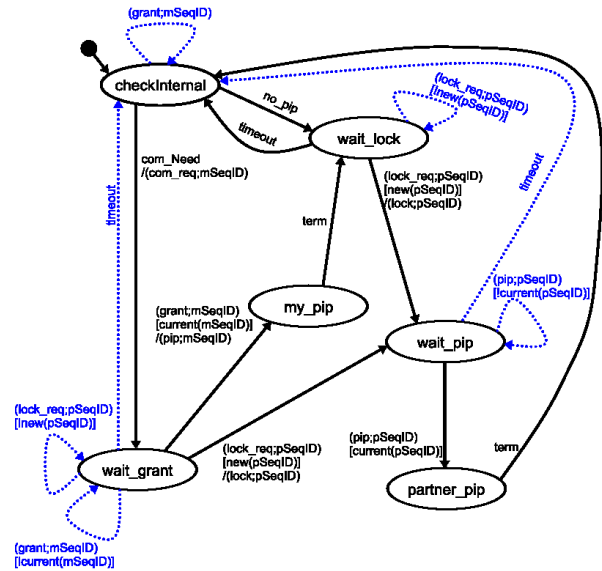 (grant;mSeqID)
checkInternal
no_pip
timeout
wait_lock
(lock_req;pSeqID)
[!new(pSeqID)]
com_Need
/(com_req;mSeqID)
(lock_req;pSeqID)
[new(pSeqID)]
/(lock;pSeqID)
timeout
timeout
term
(pip;pSeqID)
[!current(pSeqID)]
my_pip
(grant;mSeqID)
[current(mSeqID)]
/(pip;mSeqID)
wait_pip
(lock_req;pSeqID)
[!new(pSeqID)]
wait_grant
(lock_req;pSeqID)
[new(pSeqID)]
/(lock;pSeqID)
(pip;pSeqID)
[current(pSeqID)]
term
partner_pip
(grant;mSeqID)
[!current(mSeqID)]